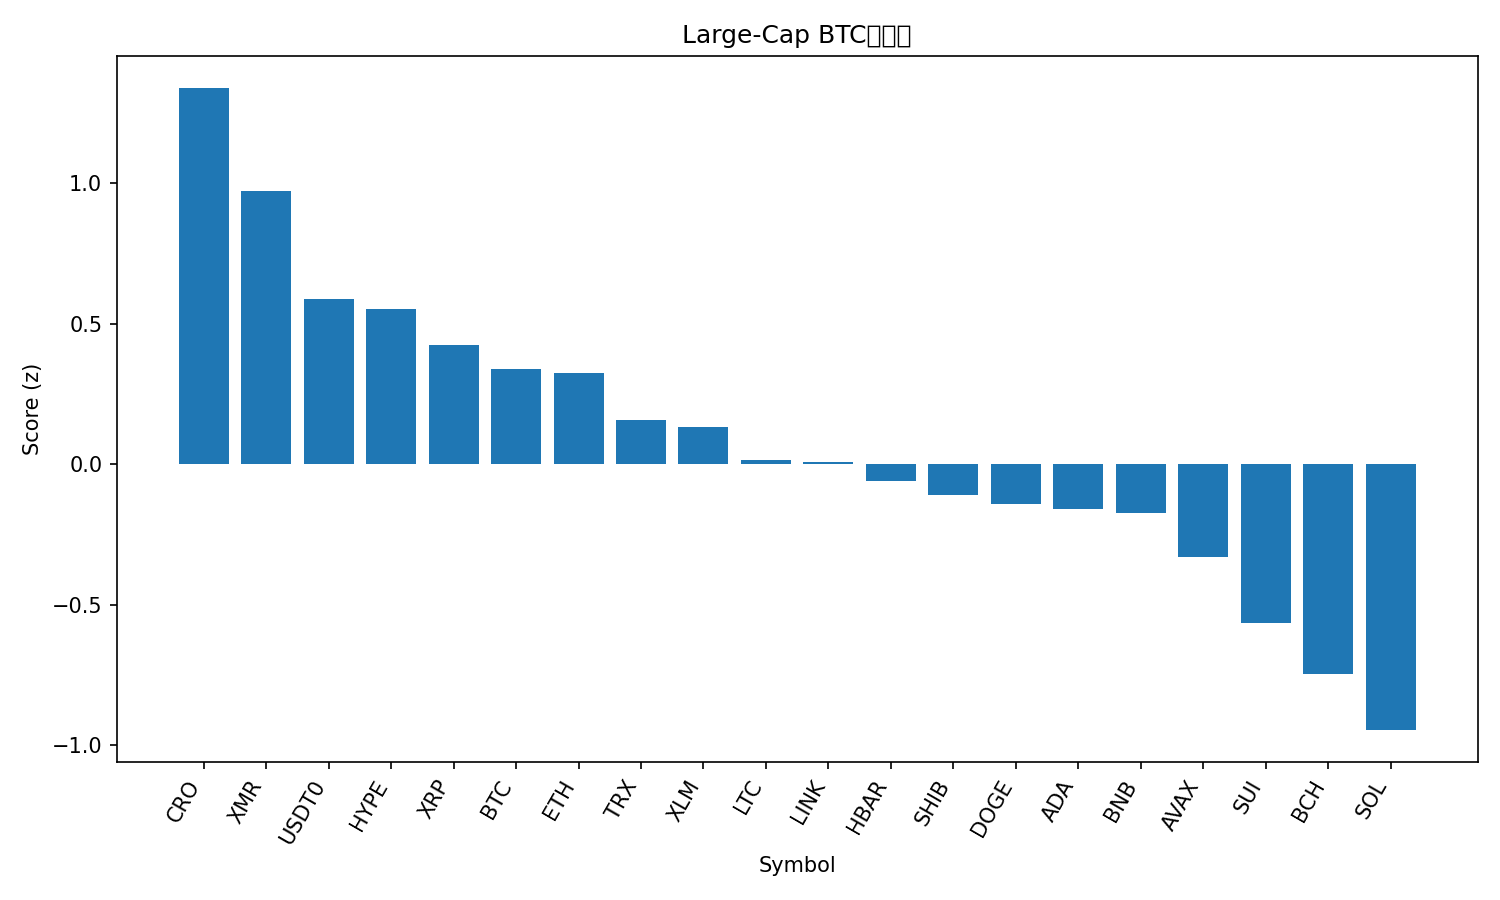 Large-Cap BTC
1.0
0.5
0.0
−0.5
−1.0
Score (z)
CRO
XMR
USDT0
HYPE
XRP
BTC
ETH
TRX
XLM
LTC
LINK
HBAR
SHIB
DOGE
ADA
BNB
AVAX
SUI
BCH
SOL
Symbol